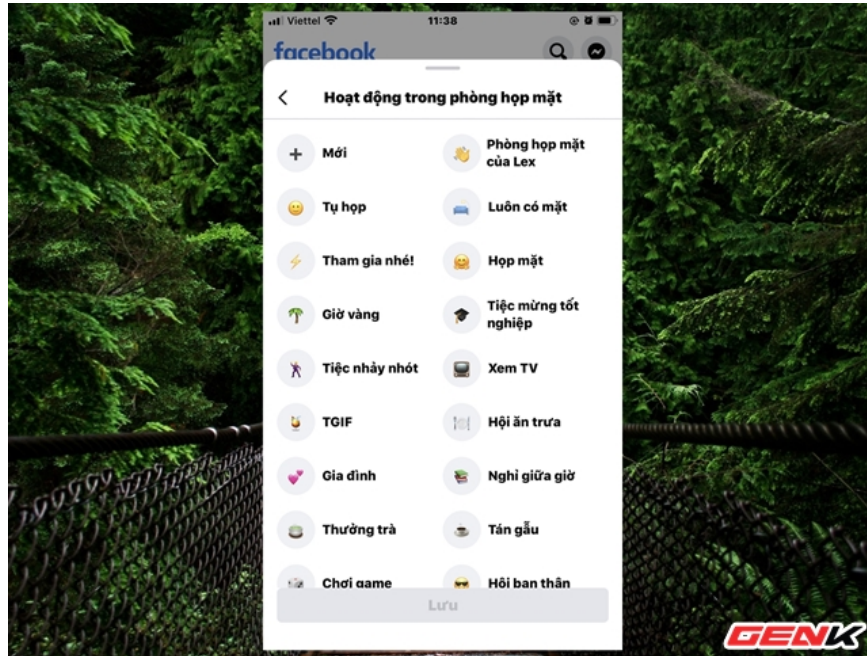 Viettel 11:38
facebook
Hoạt động trong phòng họp mặt
Mới
Phòng họp mặt
của Lex
Tụ họp
Luôn có mặt
Tham gia nhé!
Họp mặt
Giờ vàng
Tiệc mừng tốt
nghiệp
Tiệc nhảy nhót
Xem TV
TGIF
Hội ăn trưa
Gia đình
Nghỉ giữa giờ
Thưởng trà
Tán gẫu
Chơi game
Hội bạn thân
Lưu
GENK